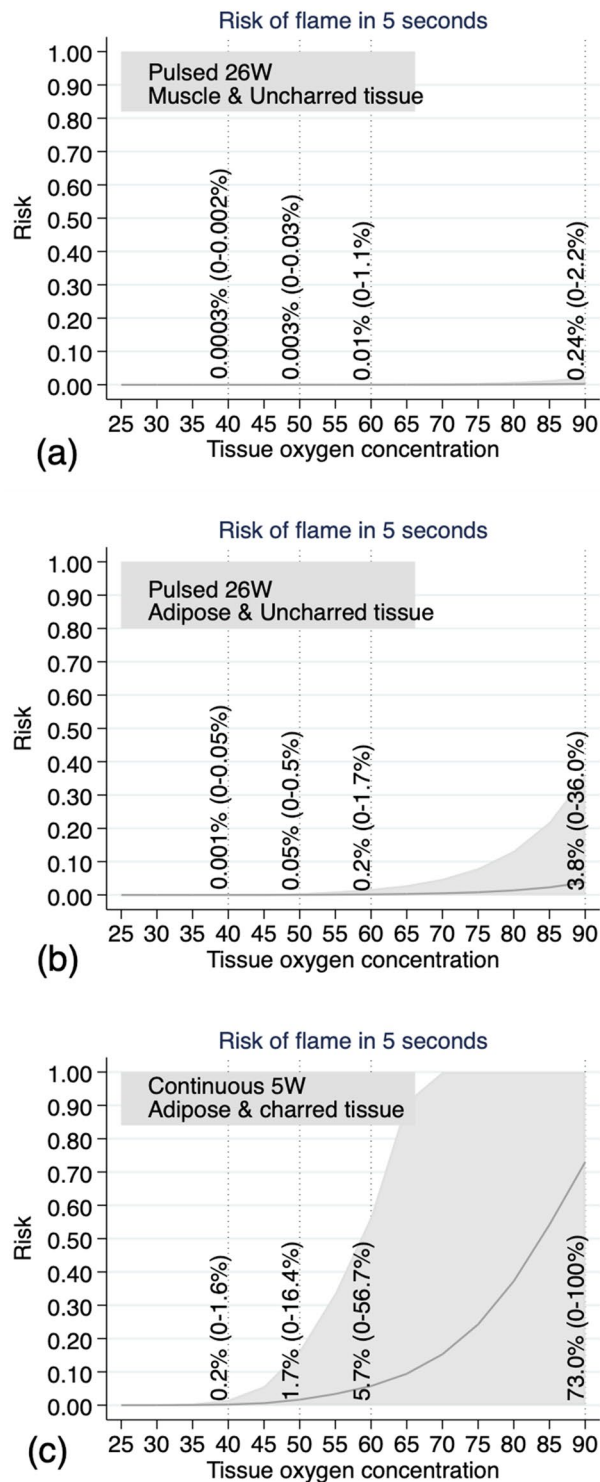 Risk of flame in 5 seconds
Pulsed 26W
Muscle & Uncharred tissue
1.00
0.90
0.80
0.70
0.60
0.50
0.40
0.30
0.20
0.10
0.00
Risk
0.0003% (0-0.002%)
0.003% (0-0.03%)
0.01% (0-1.1%)
0.24% (0-2.2%)
25 30 35 40 45 50 55 60 65 70 75 80 85 90
Tissue oxygen concentration
(a)
Risk of flame in 5 seconds
Pulsed 26W
Adipose & Uncharred tissue
1.00
0.90
0.80
0.70
0.60
0.50
0.40
0.30
0.20
0.10
0.00
Risk
0.001% (0-0.05%)
0.05% (0-0.5%)
0.2% (0-1.7%)
3.8% (0-36.0%)
25 30 35 40 45 50 55 60 65 70 75 80 85 90
Tissue oxygen concentration
(b)
Risk of flame in 5 seconds
Continuous 5W
Adipose & charred tissue
1.00
0.90
0.80
0.70
0.60
0.50
0.40
0.30
0.20
0.10
0.00
Risk
0.2% (0-1.6%)
1.7% (0-16.4%)
5.7% (0-56.7%)
73.0% (0-100%)
25 30 35 40 45 50 55 60 65 70 75 80 85 90
Tissue oxygen concentration
(c)